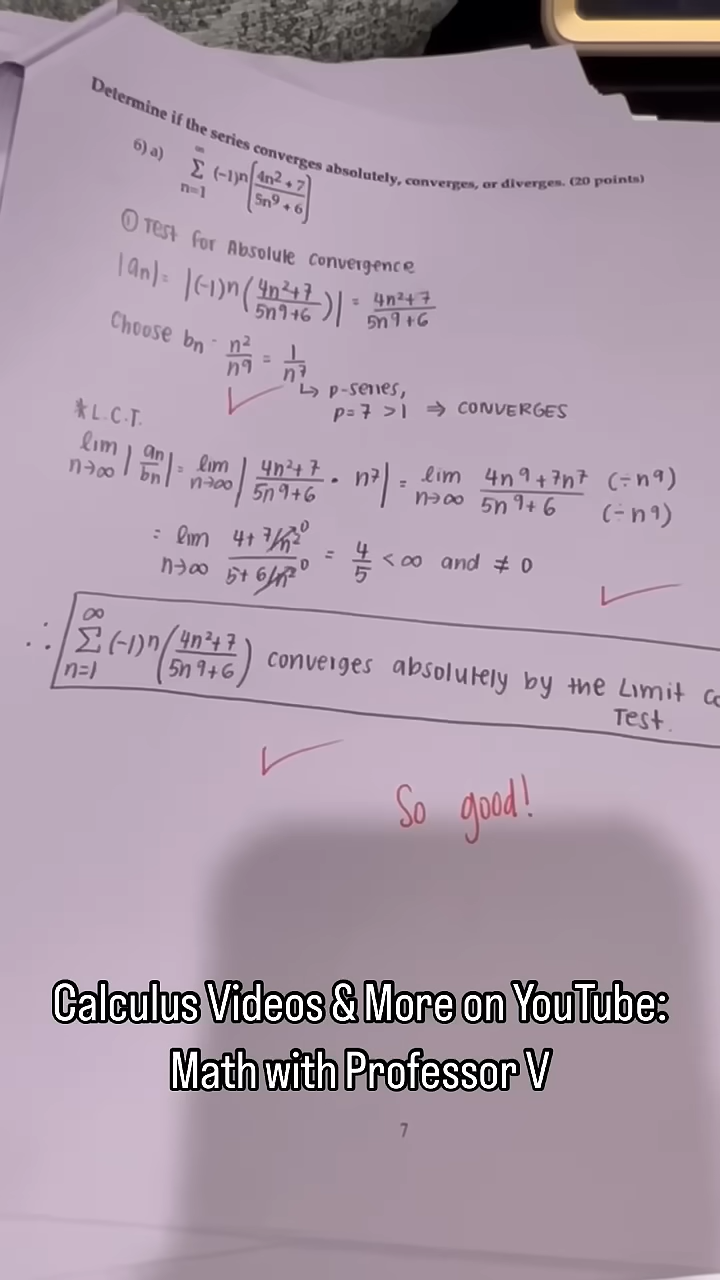 Determine if the series converges absolutely, converges, or diverges. (20 points)
6) a) ∞ Σ n=1 (-1)ⁿ(4n²+7 / 5n⁹+6)
① Test for Absolute Convergence
|an| = |(-1)ⁿ(4n²+7 / 5n⁹+6)| = 4n²+7 / 5n⁹+6
Choose bn = n²/n⁹ = 1/n⁷
↳ p-series,
p=7 >1 ⇒ CONVERGES
*L.C.T.
lim n→∞ |an/bn| = lim n→∞ |4n²+7 / 5n⁹+6 · n⁷| = lim n→∞ 4n⁹+7n⁷ / 5n⁹+6 (÷n⁹) (÷n⁹)
= lim n→∞ 4+7/n²→0 / 5+6/n⁹→0 = 4/5 < ∞ and ≠ 0
∴ ∞ Σ n=1 (-1)ⁿ(4n²+7 / 5n⁹+6) converges absolutely by the Limit co
Test.
So good!
Calculus Videos & More on YouTube:
Math with Professor V
7